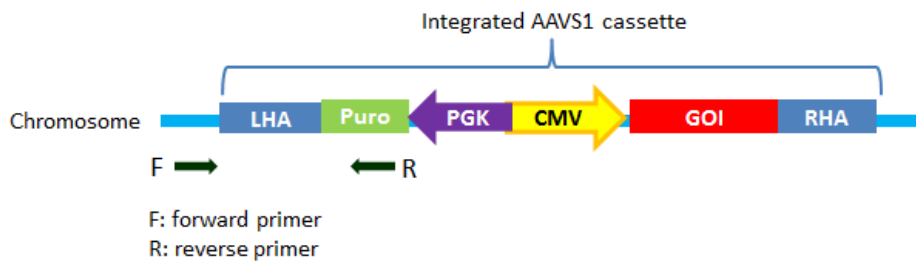 Integrated AAVS1 cassette
Chromosome LHA Puro PGK CMV GOI RHA
F R
F: forward primer
R: reverse primer